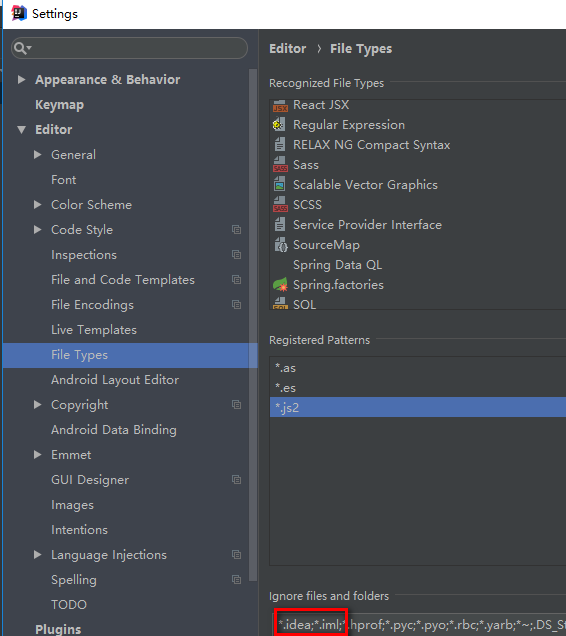 Settings
Appearance & Behavior
Keymap
Editor
General
Font
Color Scheme
Code Style
Inspections
File and Code Templates
File Encodings
Live Templates
File Types
Android Layout Editor
Copyright
Android Data Binding
Emmet
GUI Designer
Images
Intentions
Language Injections
Spelling
TODO
Plugins
Editor › File Types
Recognized File Types
React JSX
Regular Expression
RELAX NG Compact Syntax
Sass
Scalable Vector Graphics
SCSS
Service Provider Interface
SourceMap
Spring Data QL
Spring.factories
SQL
Registered Patterns
*.as
*.es
*.js2
Ignore files and folders
*.idea;*.iml;*.hprof;*.pyc;*.pyo;*.rbc;*.yarb;*~;.DS_St